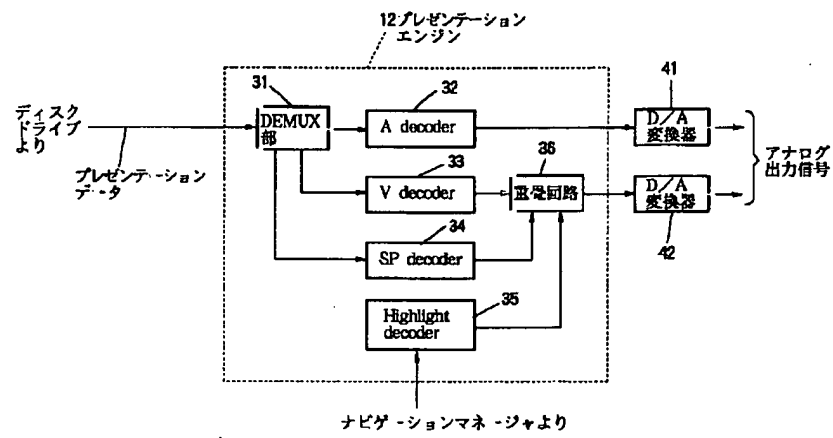 12プレゼンテーション
エンジン
31
32
41
ディスク
ドライブ
より
DEMUX
部
A decoder
D/A
変換器
プレゼンテーション
データ
33
36
アナログ
出力信号
V decoder
重畳回路
D/A
変換器
34
42
SP decoder
35
Highlight
decoder
ナビゲーションマネージャより